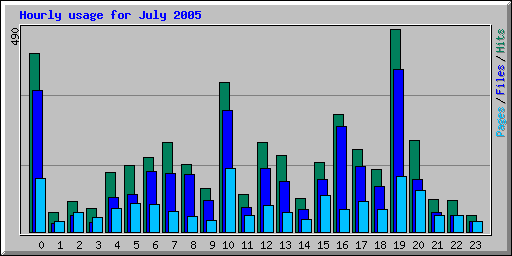 Hourly usage for July 2005
490
Pages/Files/Hits
0 1 2 3 4 5 6 7 8 9 10 11 12 13 14 15 16 17 18 19 20 21 22 23